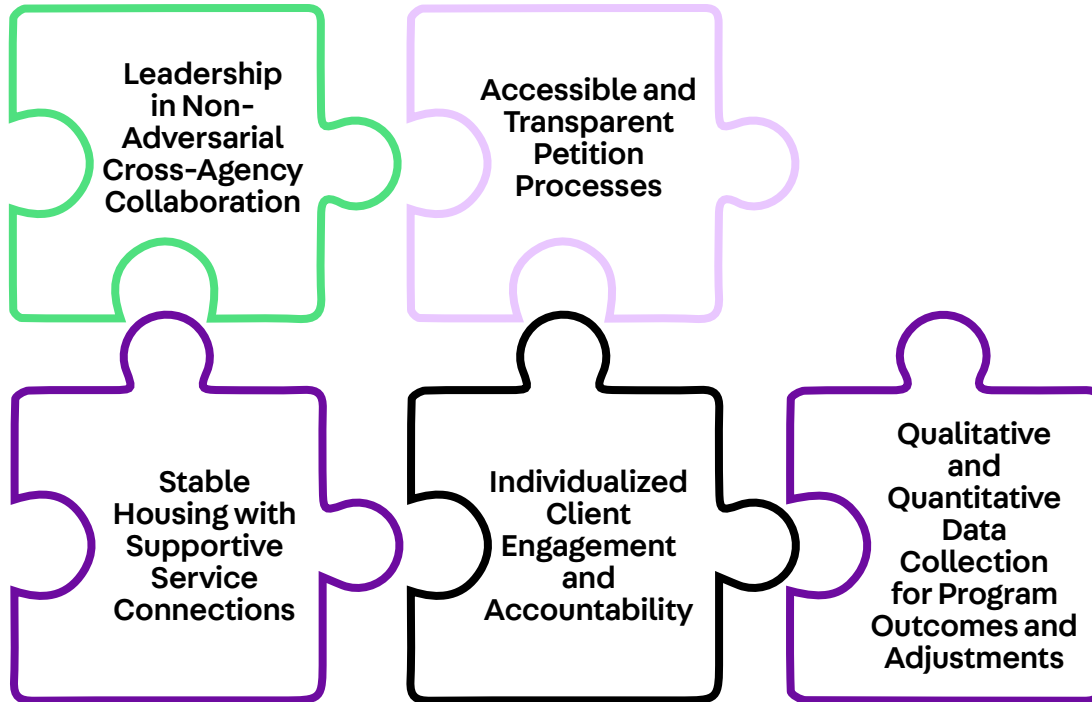 Leadership
in Non-
Adversarial
Cross-Agency
Collaboration
Accessible and
Transparent
Petition
Processes
Stable
Housing with
Supportive
Service
Connections
Individualized
Client
Engagement
and
Accountability
Qualitative
and
Quantitative
Data
Collection
for Program
Outcomes and
Adjustments